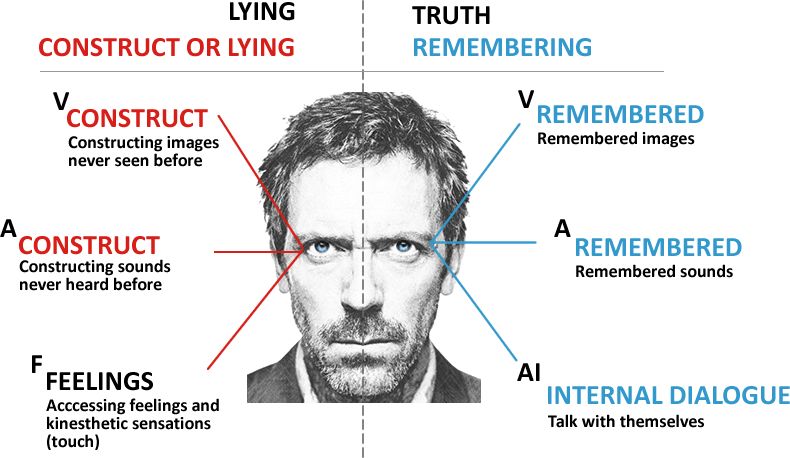 LYING
TRUTH
CONSTRUCT OR LYING
REMEMBERING
V
CONSTRUCT
Constructing images
never seen before
V
REMEMBERED
Remembered images
A
CONSTRUCT
Constructing sounds
never heard before
A
REMEMBERED
Remembered sounds
F
FEELINGS
Acccessing feelings and
kinesthetic sensations
(touch)
AI
INTERNAL DIALOGUE
Talk with themselves